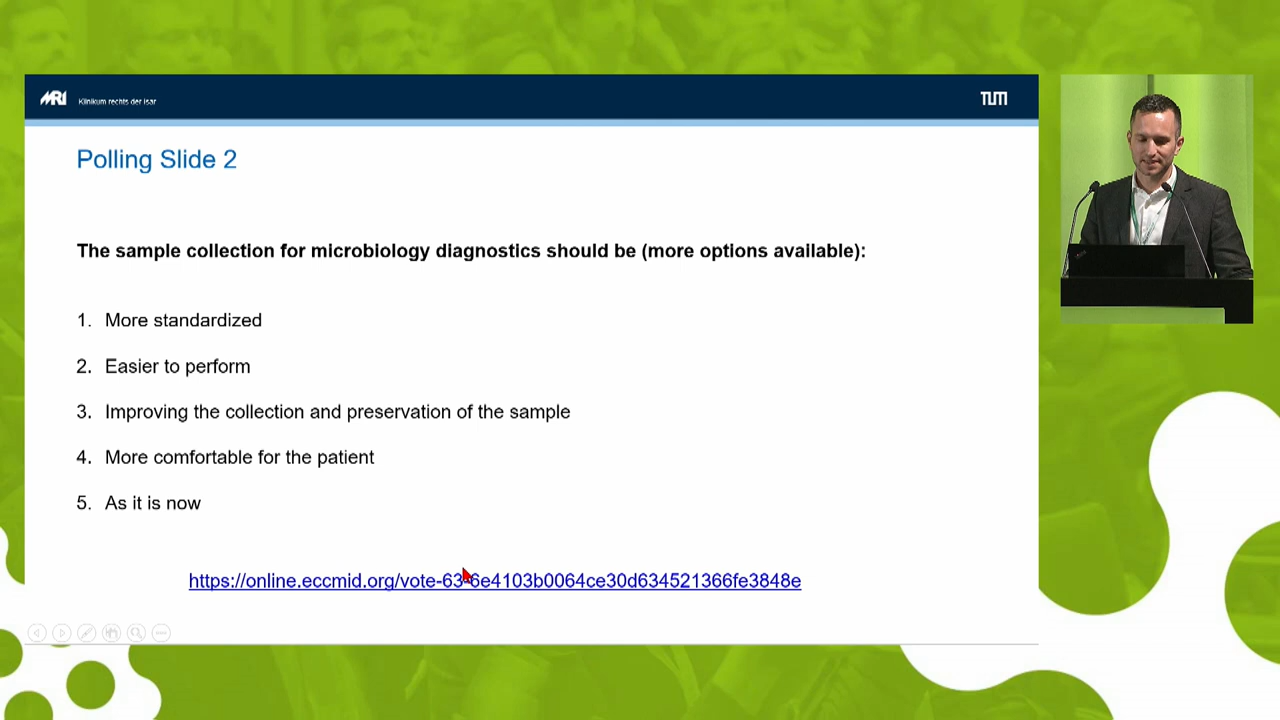 MRI Klinikum rechts der Isar
TUM
Polling Slide 2
The sample collection for microbiology diagnostics should be (more options available):
1. More standardized
2. Easier to perform
3. Improving the collection and preservation of the sample
4. More comfortable for the patient
5. As it is now
https://online.eccmid.org/vote-63-6e4103b0064ce30d634521366fe3848e